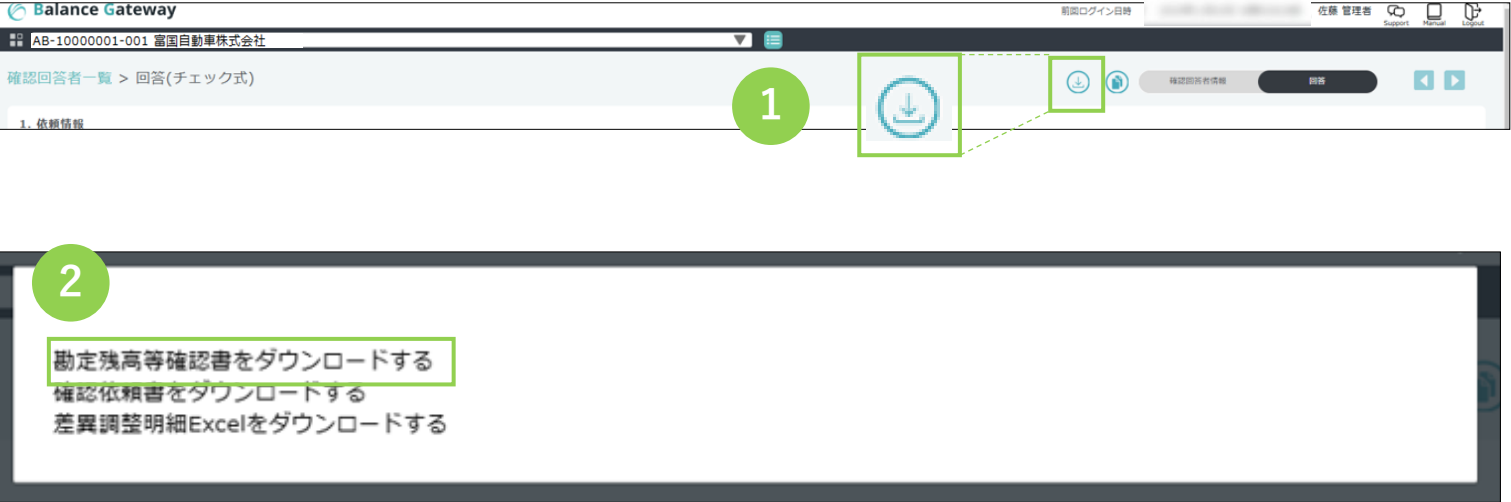 Balance Gateway
前回ログイン日時
佐藤 管理者
Support
Manual
Logout
AB-10000001-001 富国自動車株式会社
確認回答者一覧 > 回答(チェック式)
確認回答者情報
回答
1
1. 依頼情報
2
勘定残高等確認書をダウンロードする
確認依頼書をダウンロードする
差異調整明細Excelをダウンロードする